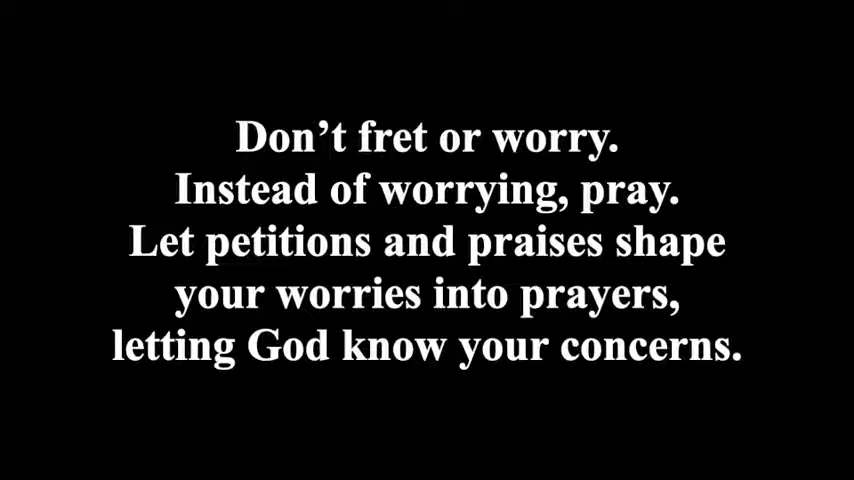 Don’t fret or worry.
Instead of worrying, pray.
Let petitions and praises shape
your worries into prayers,
letting God know your concerns.